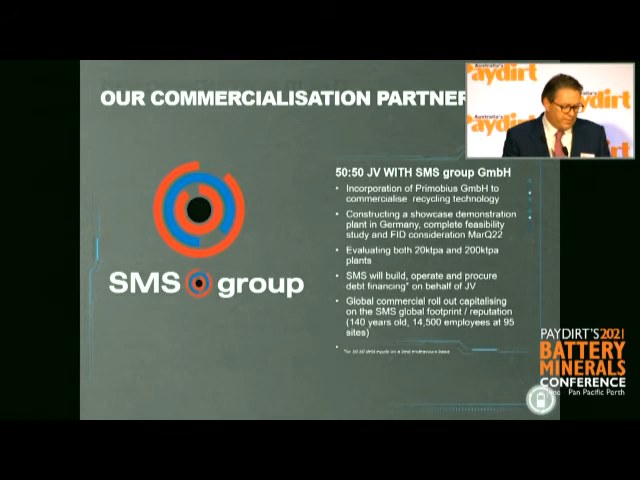 OUR COMMERCIALISATION PARTNER
Australia's
Paydirt
Australia's
Paydirt
50:50 JV WITH SMS group GmbH
• Incorporation of Primobius GmbH to
commercialise recycling technology
• Constructing a showcase demonstration
plant in Germany, complete feasibility
study and FID consideration MarQ22
• Evaluating both 20ktpa and 200ktpa
plants
• SMS will build, operate and procure
debt financing* on behalf of JV
• Global commercial roll out capitalising
on the SMS global footprint / reputation
(140 years old, 14,500 employees at 95
sites)
SMS group
PAYDIRT'S 2021
BATTERY
MINERALS
CONFERENCE
Pan Pacific Perth